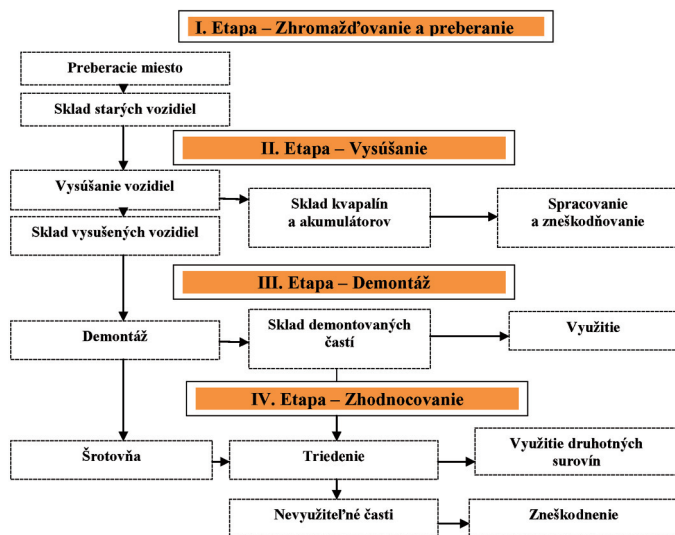 I. Etapa – Zhromažďovanie a preberanie
Preberacie miesto
Sklad starých vozidiel
II. Etapa – Vysúšanie
Vysúšanie vozidiel
Sklad kvapalín
a akumulátorov
Spracovanie
a zneškodňovanie
Sklad vysušených vozidiel
III. Etapa – Demontáž
Demontáž
Sklad demontovaných
častí
Využitie
IV. Etapa – Zhodnocovanie
Šrotovňa
Triedenie
Využitie druhotných
surovín
Nevyužiteľné časti
Zneškodnenie